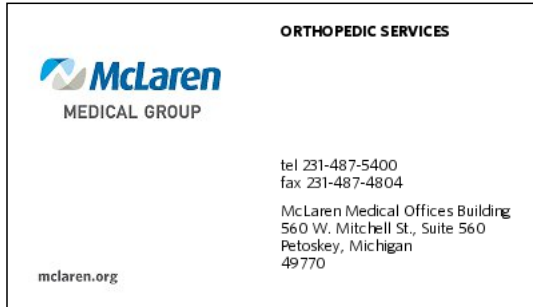 ORTHOPEDIC SERVICES
McLaren
MEDICAL GROUP
tel 231-487-5400
fax 231-487-4804
McLaren Medical Offices Building
560 W. Mitchell St., Suite 560
Petoskey, Michigan
49770
mclaren.org